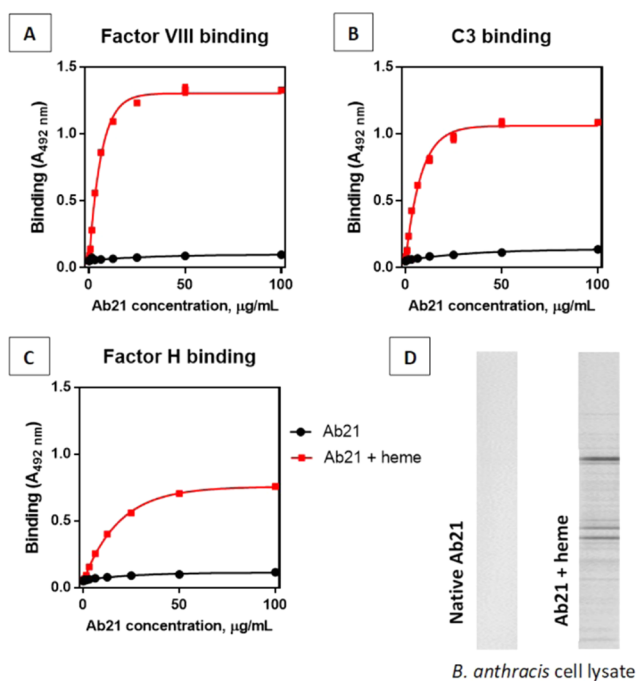 A
Factor VIII binding
1.5
1.0
0.5
0.0
Binding (A492 nm)
0
50
100
Ab21 concentration, µg/mL
B
C3 binding
1.5
1.0
0.5
0.0
Binding (A492 nm)
0
50
100
Ab21 concentration, µg/mL
C
Factor H binding
1.5
1.0
0.5
0.0
Binding (A492 nm)
0
50
100
Ab21 concentration, µg/mL
Ab21
Ab21 + heme
D
Native Ab21
Ab21 + heme
B. anthracis cell lysate